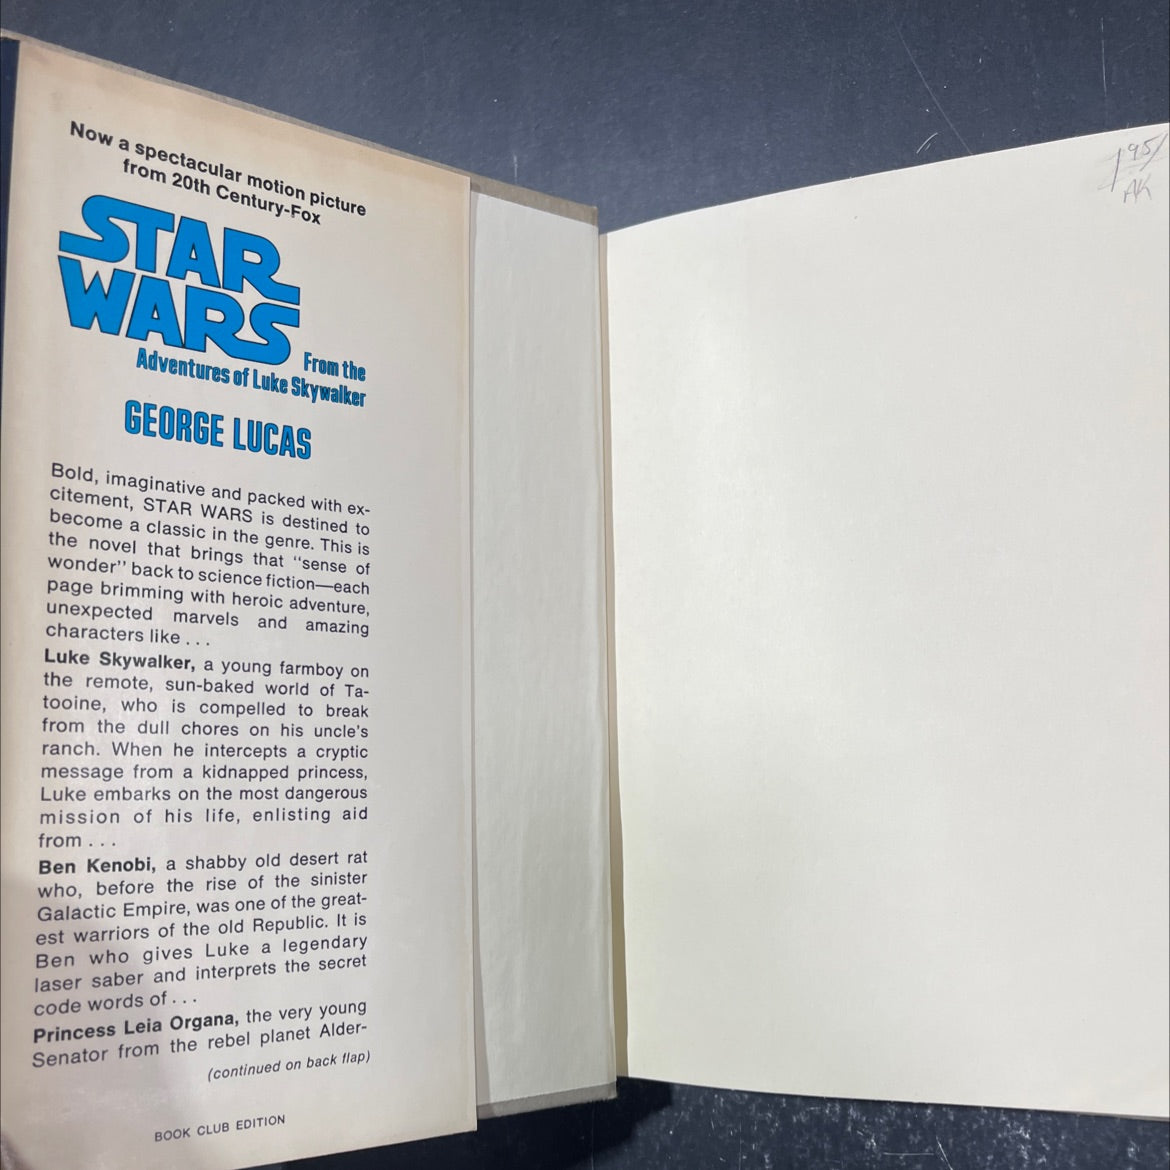 Now a spectacular motion picture
from 20th Century-Fox
STAR
WARS
From the
Adventures of Luke Skywalker
GEORGE LUCAS
Bold, imaginative and packed with ex-
citement, STAR WARS is destined to
become a classic in the genre. This is
the novel that brings that "sense of
wonder" back to science fiction—each
page brimming with heroic adventure,
unexpected marvels and amazing
characters like . . .
Luke Skywalker, a young farmboy on
the remote, sun-baked world of Ta-
tooine, who is compelled to break
from the dull chores on his uncle's
ranch. When he intercepts a cryptic
message from a kidnapped princess,
Luke embarks on the most dangerous
mission of his life, enlisting aid
from . . .
Ben Kenobi, a shabby old desert rat
who, before the rise of the sinister
Galactic Empire, was one of the great-
est warriors of the old Republic. It is
Ben who gives Luke a legendary
laser saber and interprets the secret
code words of . . .
Princess Leia Organa, the very young
Senator from the rebel planet Alder-
(continued on back flap)
BOOK CLUB EDITION
195
AK